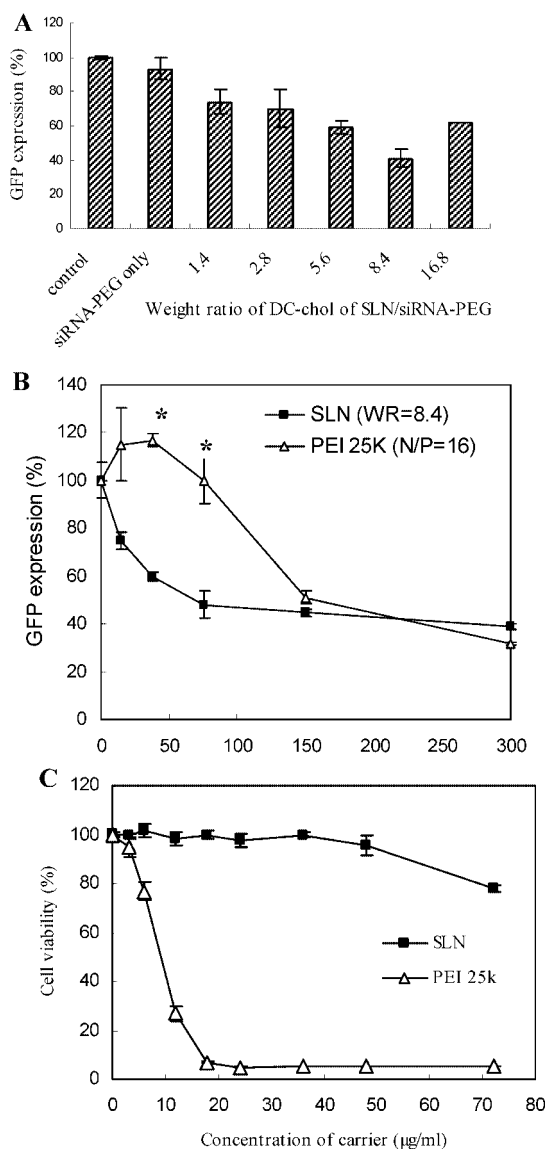 A
GFP expression (%)
120
100
80
60
40
20
0
control
siRNA-PEG only
1.4
2.8
5.6
8.4
16.8
Weight ratio of DC-chol of SLN/siRNA-PEG
B
GFP expression (%)
140
120
100
80
60
40
20
0
* 
*
SLN (WR=8.4)
PEI 25K (N/P=16)
0 50 100 150 200 250 300
C
Cell viability (%)
120
100
80
60
40
20
0
SLN
PEI 25k
0 10 20 30 40 50 60 70 80
Concentration of carrier (µg/ml)